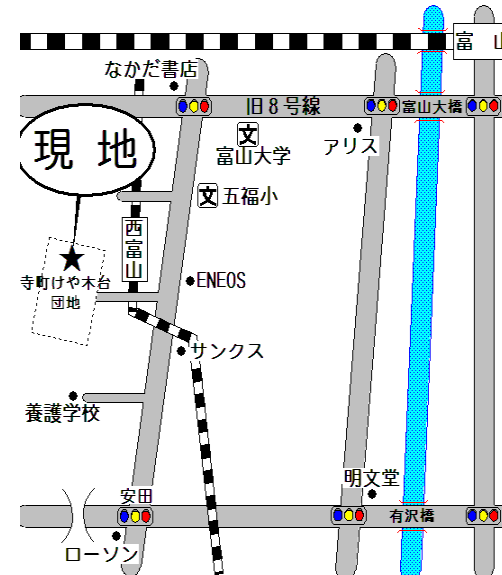 富山
なかだ書店
旧８号線
富山大橋
現地
文
富山大学
アリス
文
五福小
西富山
寺町けや木台
団地
ENEOS
サンクス
養護学校
明文堂
安田
有沢橋
ローソン